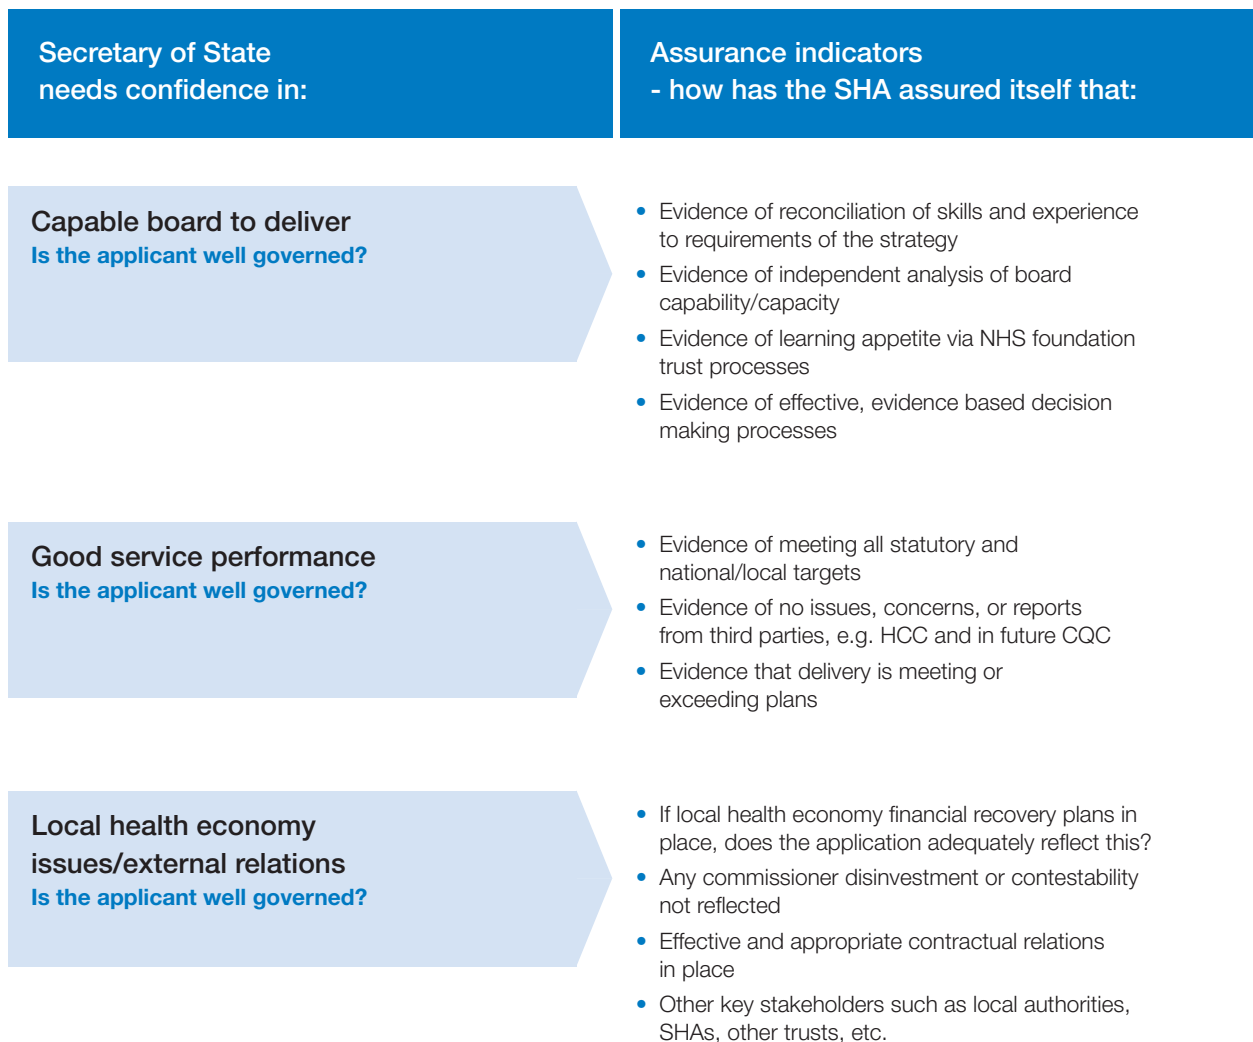 Secretary of State
needs confidence in:
Assurance indicators
- how has the SHA assured itself that:
Capable board to deliver
Is the applicant well governed?
• Evidence of reconciliation of skills and experience
to requirements of the strategy
• Evidence of independent analysis of board
capability/capacity
• Evidence of learning appetite via NHS foundation
trust processes
• Evidence of effective, evidence based decision
making processes
Good service performance
Is the applicant well governed?
• Evidence of meeting all statutory and
national/local targets
• Evidence of no issues, concerns, or reports
from third parties, e.g. HCC and in future CQC
• Evidence that delivery is meeting or
exceeding plans
Local health economy
issues/external relations
Is the applicant well governed?
• If local health economy financial recovery plans in
place, does the application adequately reflect this?
• Any commissioner disinvestment or contestability
not reflected
• Effective and appropriate contractual relations
in place
• Other key stakeholders such as local authorities,
SHAs, other trusts, etc.